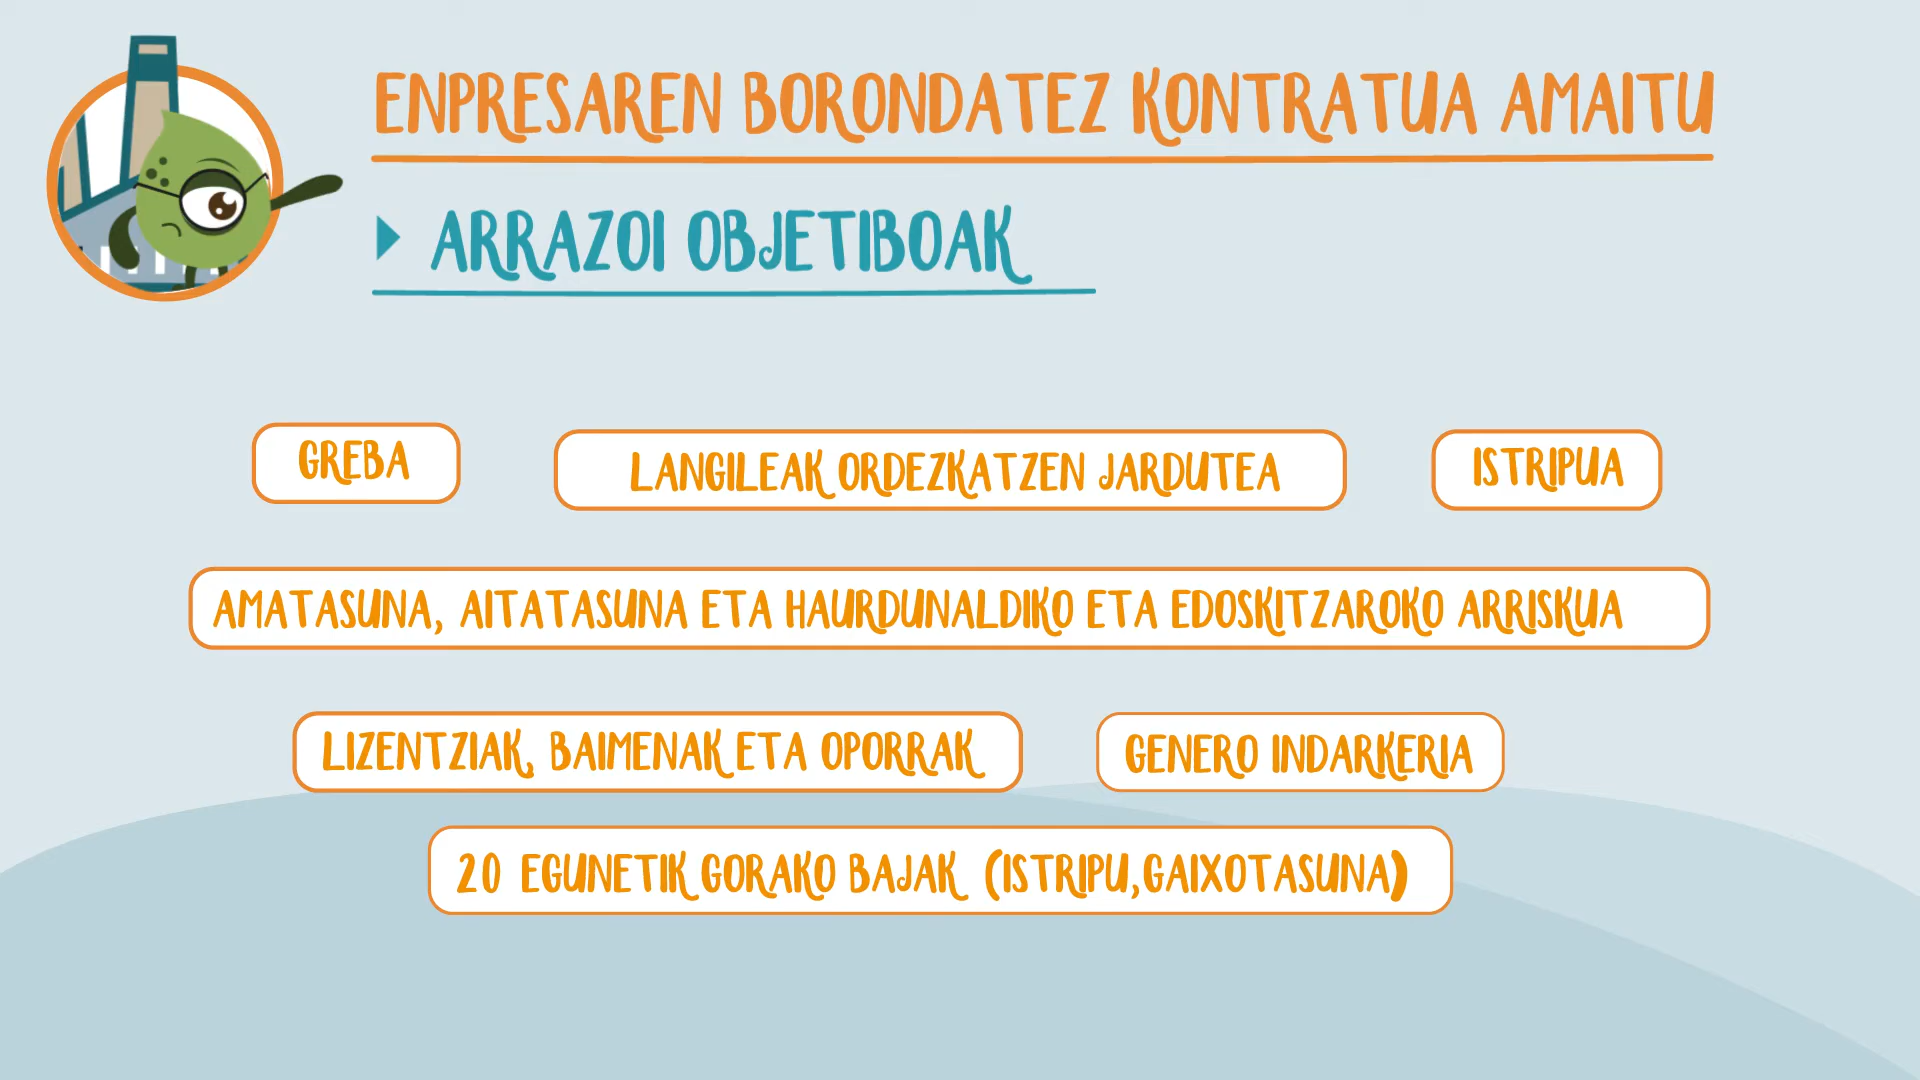 ENPRESAREN BORONDATEZ KONTRATUA AMAITU
ARRAZOI OBJETIBOAK
GREBA
LANGILEAK ORDEZKATZEN JARDUTEA
ISTRIPUA
AMATASUNA, AITATASUNA ETA HAURDUNALDIKO ETA EDOSKITZAROKO ARRISKUA
LIZENTZIAK, BAIMENAK ETA OPORRAK
GENERO INDARKERIA
20 EGUNETIK GORAKO BAJAK (ISTRIPU,GAIXOTASUNA)